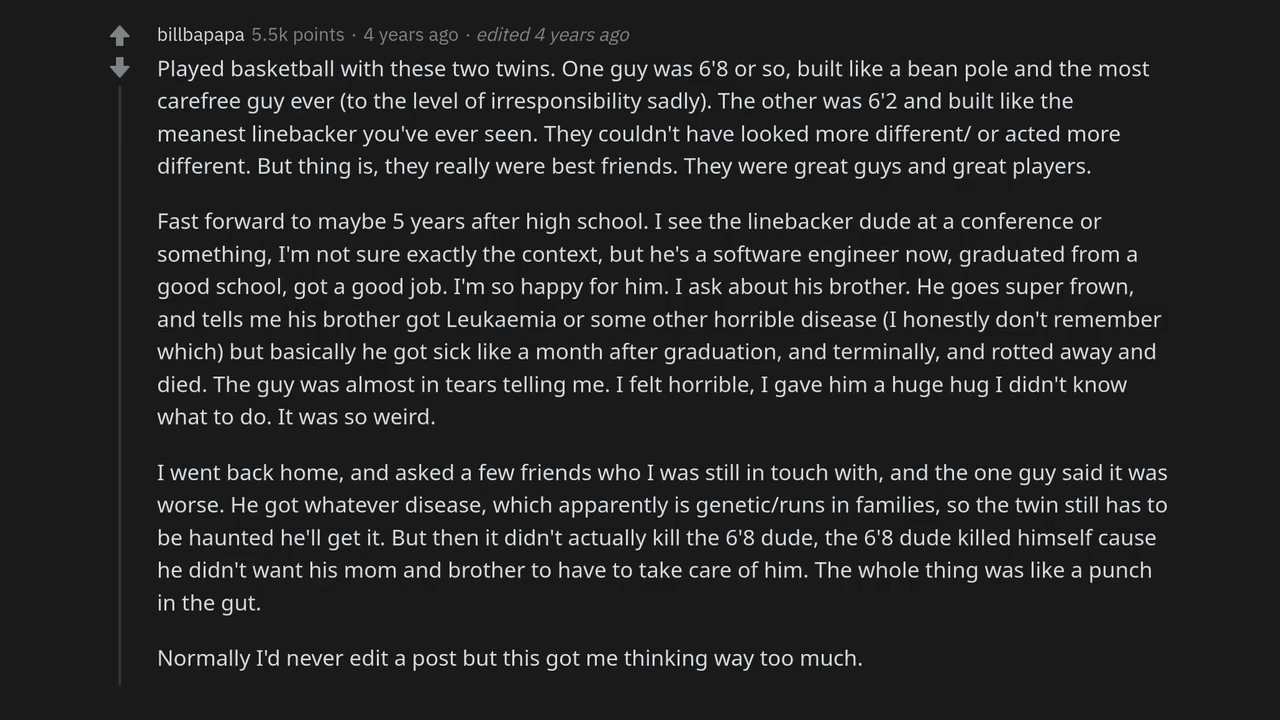 billbapapa 5.5k points · 4 years ago · edited 4 years ago
Played basketball with these two twins. One guy was 6'8 or so, built like a bean pole and the most
carefree guy ever (to the level of irresponsibility sadly). The other was 6'2 and built like the
meanest linebacker you've ever seen. They couldn't have looked more different/ or acted more
different. But thing is, they really were best friends. They were great guys and great players.
Fast forward to maybe 5 years after high school. I see the linebacker dude at a conference or
something, I'm not sure exactly the context, but he's a software engineer now, graduated from a
good school, got a good job. I'm so happy for him. I ask about his brother. He goes super frown,
and tells me his brother got Leukaemia or some other horrible disease (I honestly don't remember
which) but basically he got sick like a month after graduation, and terminally, and rotted away and
died. The guy was almost in tears telling me. I felt horrible, I gave him a huge hug I didn't know
what to do. It was so weird.
I went back home, and asked a few friends who I was still in touch with, and the one guy said it was
worse. He got whatever disease, which apparently is genetic/runs in families, so the twin still has to
be haunted he'll get it. But then it didn't actually kill the 6'8 dude, the 6'8 dude killed himself cause
he didn't want his mom and brother to have to take care of him. The whole thing was like a punch
in the gut.
Normally I'd never edit a post but this got me thinking way too much.